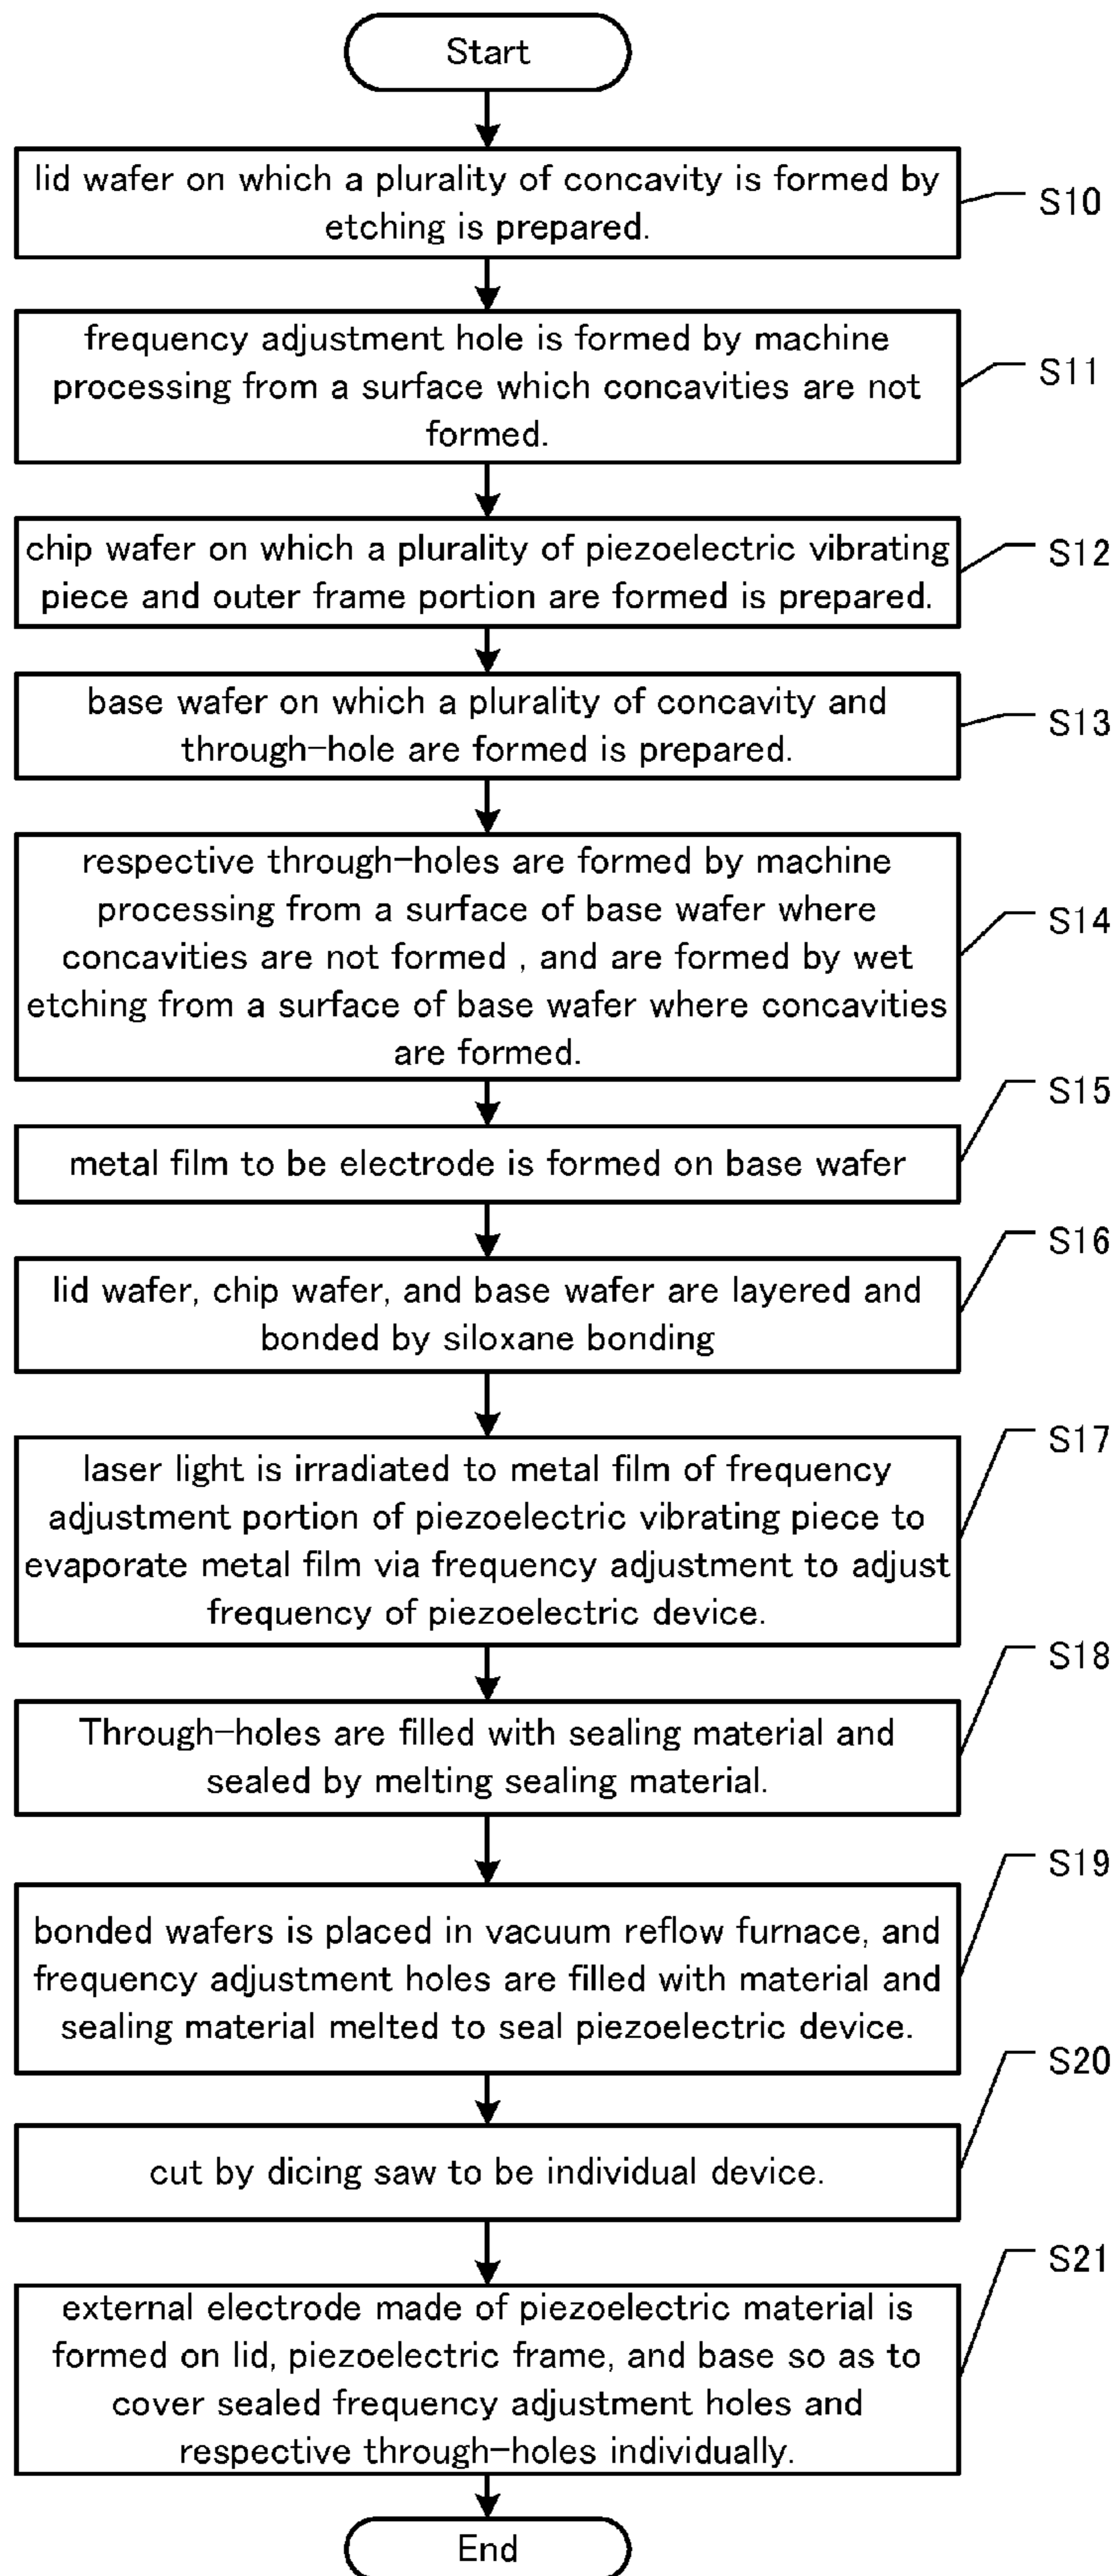 Start
lid wafer on which a plurality of concavity is formed by
etching is prepared.
S10
frequency adjustment hole is formed by machine
processing from a surface which concavities are not
formed.
S11
chip wafer on which a plurality of piezoelectric vibrating
piece and outer frame portion are formed is prepared.
S12
base wafer on which a plurality of concavity and
through-hole are formed is prepared.
S13
respective through-holes are formed by machine
processing from a surface of base wafer where
concavities are not formed , and are formed by wet
etching from a surface of base wafer where concavities
are formed.
S14
metal film to be electrode is formed on base wafer
S15
lid wafer, chip wafer, and base wafer are layered and
bonded by siloxane bonding
S16
laser light is irradiated to metal film of frequency
adjustment portion of piezoelectric vibrating piece to
evaporate metal film via frequency adjustment to adjust
frequency of piezoelectric device.
S17
Through-holes are filled with sealing material and
sealed by melting sealing material.
S18
bonded wafers is placed in vacuum reflow furnace, and
frequency adjustment holes are filled with material and
sealing material melted to seal piezoelectric device.
S19
cut by dicing saw to be individual device.
S20
external electrode made of piezoelectric material is
formed on lid, piezoelectric frame, and base so as to
cover sealed frequency adjustment holes and
respective through-holes individually.
S21
End